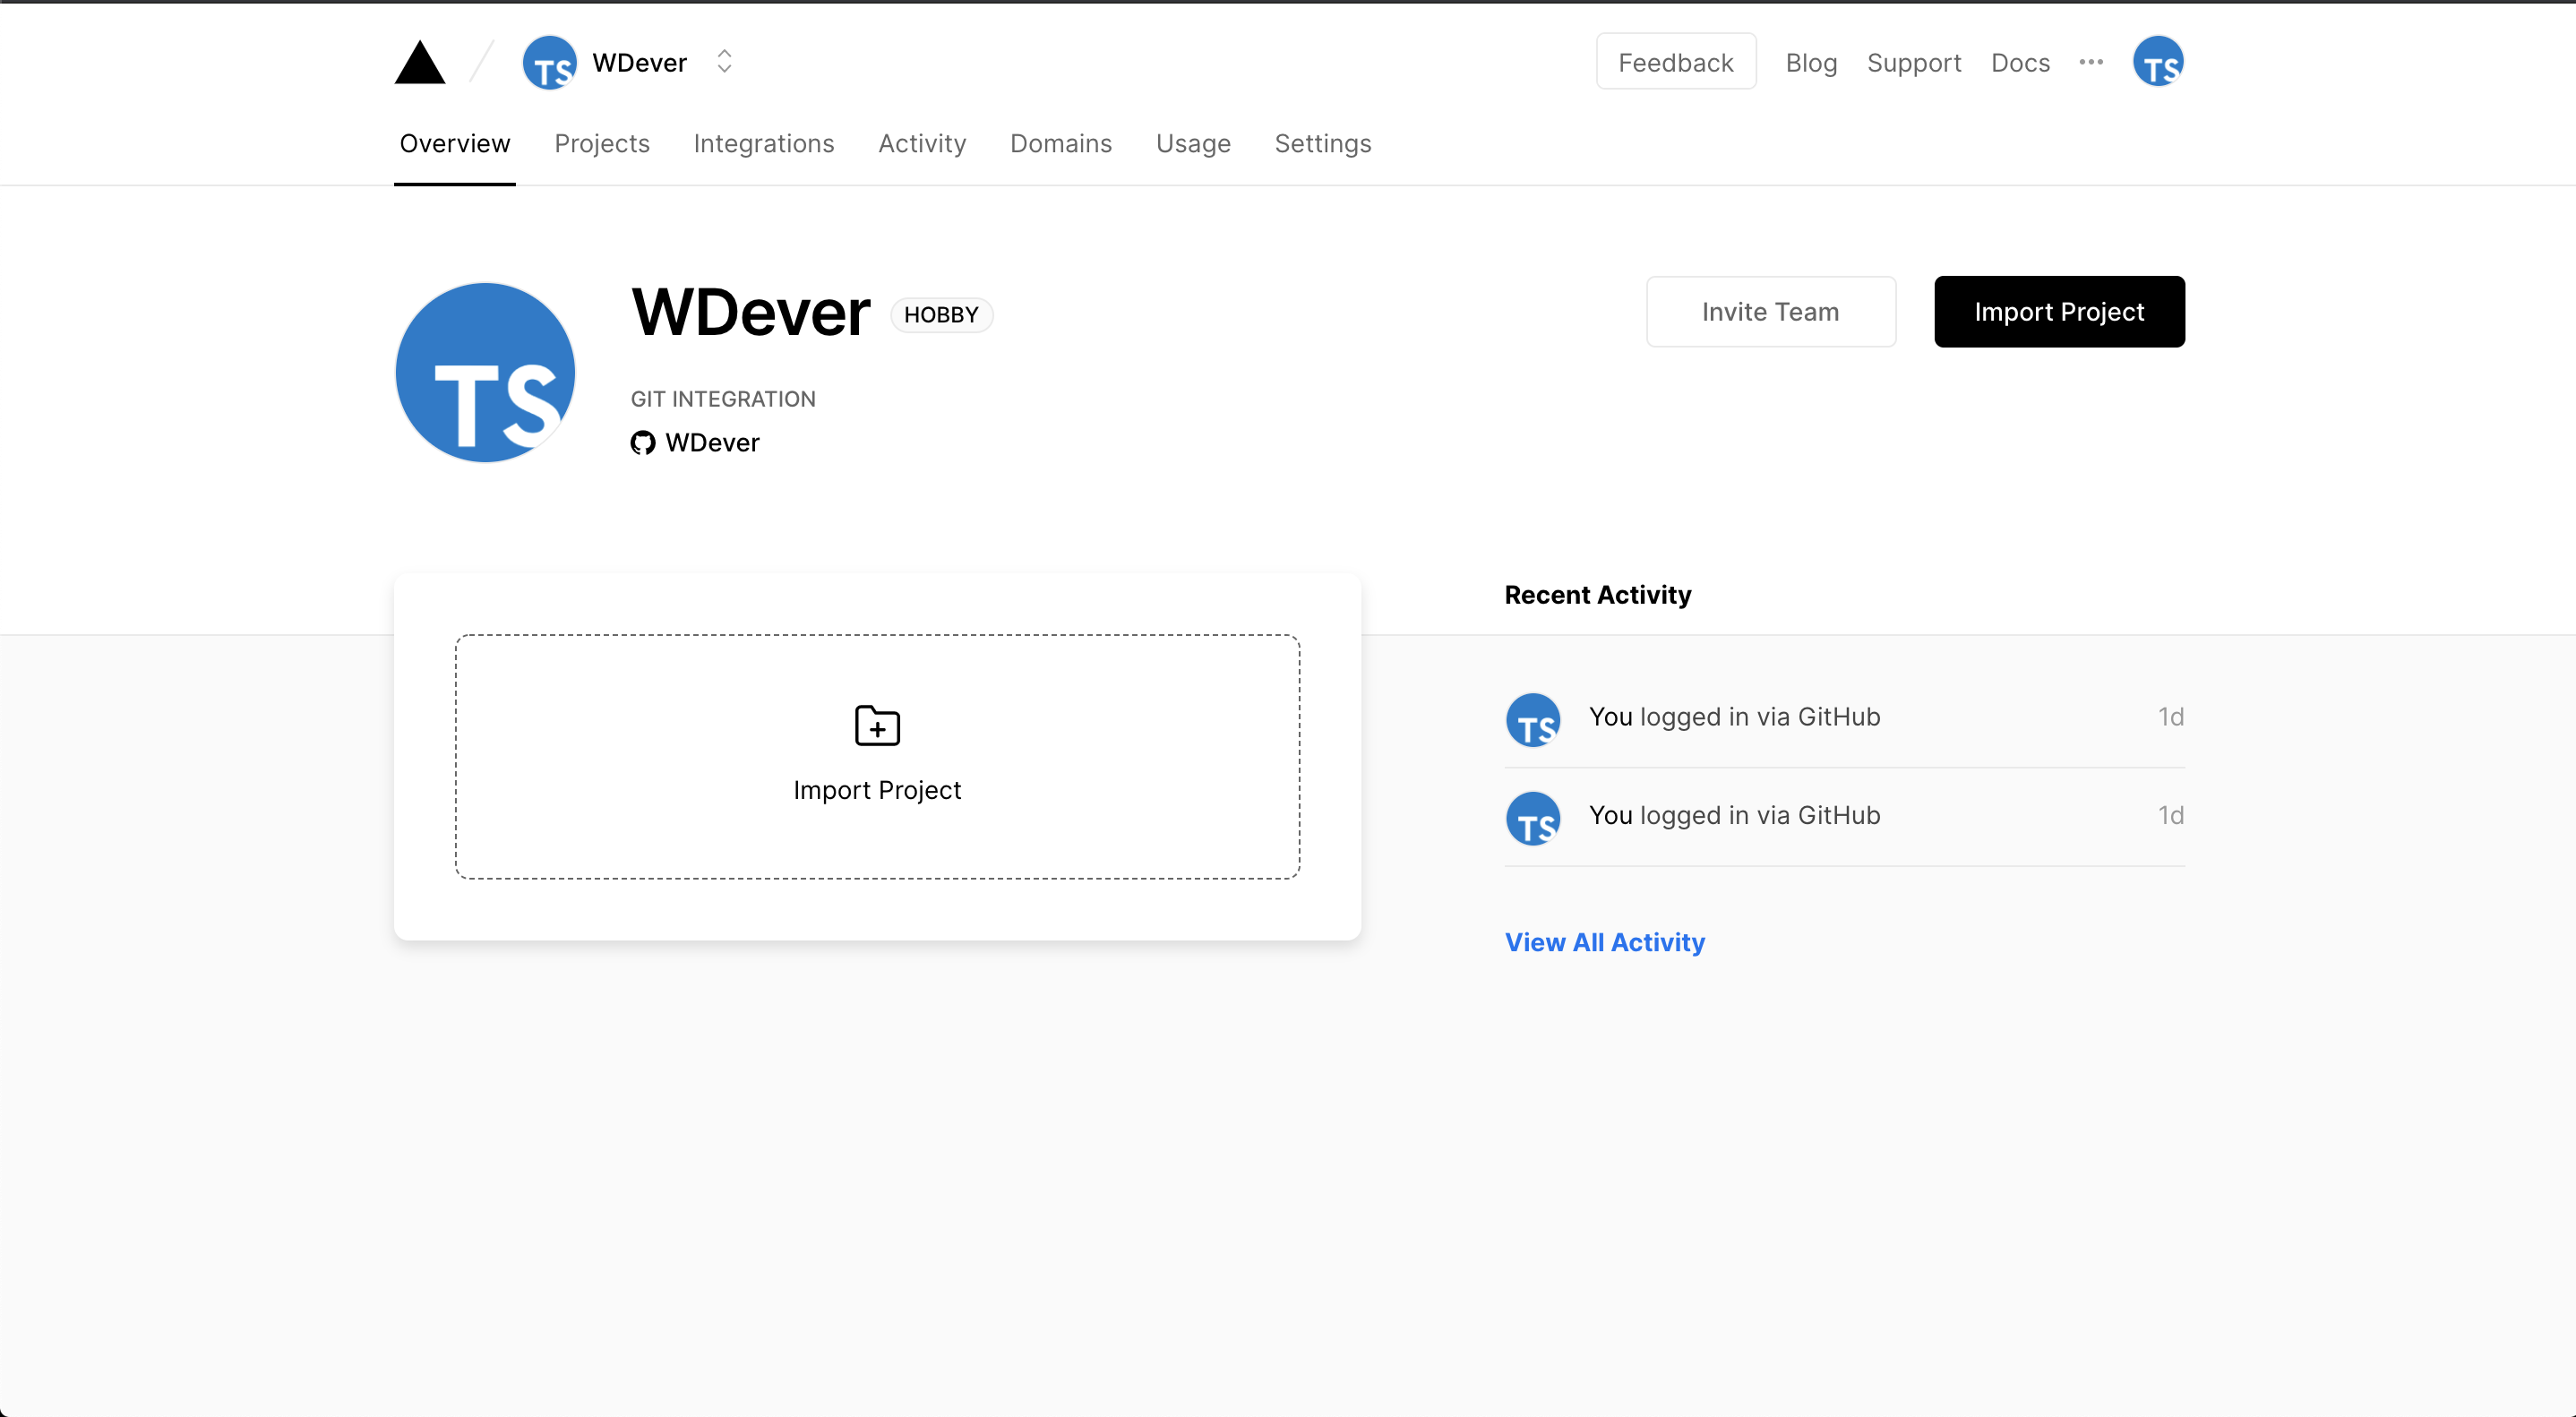 TS WDever Feedback Blog Support Docs ··· TS
Overview Projects Integrations Activity Domains Usage Settings
TS
WDever HOBBY
Invite Team Import Project
GIT INTEGRATION
WDever
Import Project
Recent Activity
TS You logged in via GitHub 1d
TS You logged in via GitHub 1d
View All Activity